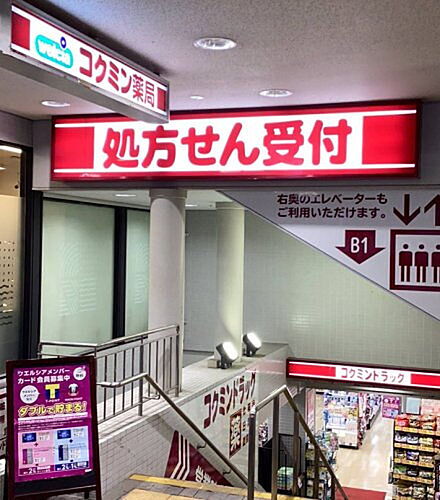 welcia
コクミン薬局
処方せん受付
右奥のエレベーターも
ご利用いただけます。
B1
コクミンドラッグ
コクミンドラッグ
薬
ウエルシアメンバー
カード会員募集中
T
ダブルで貯まる!